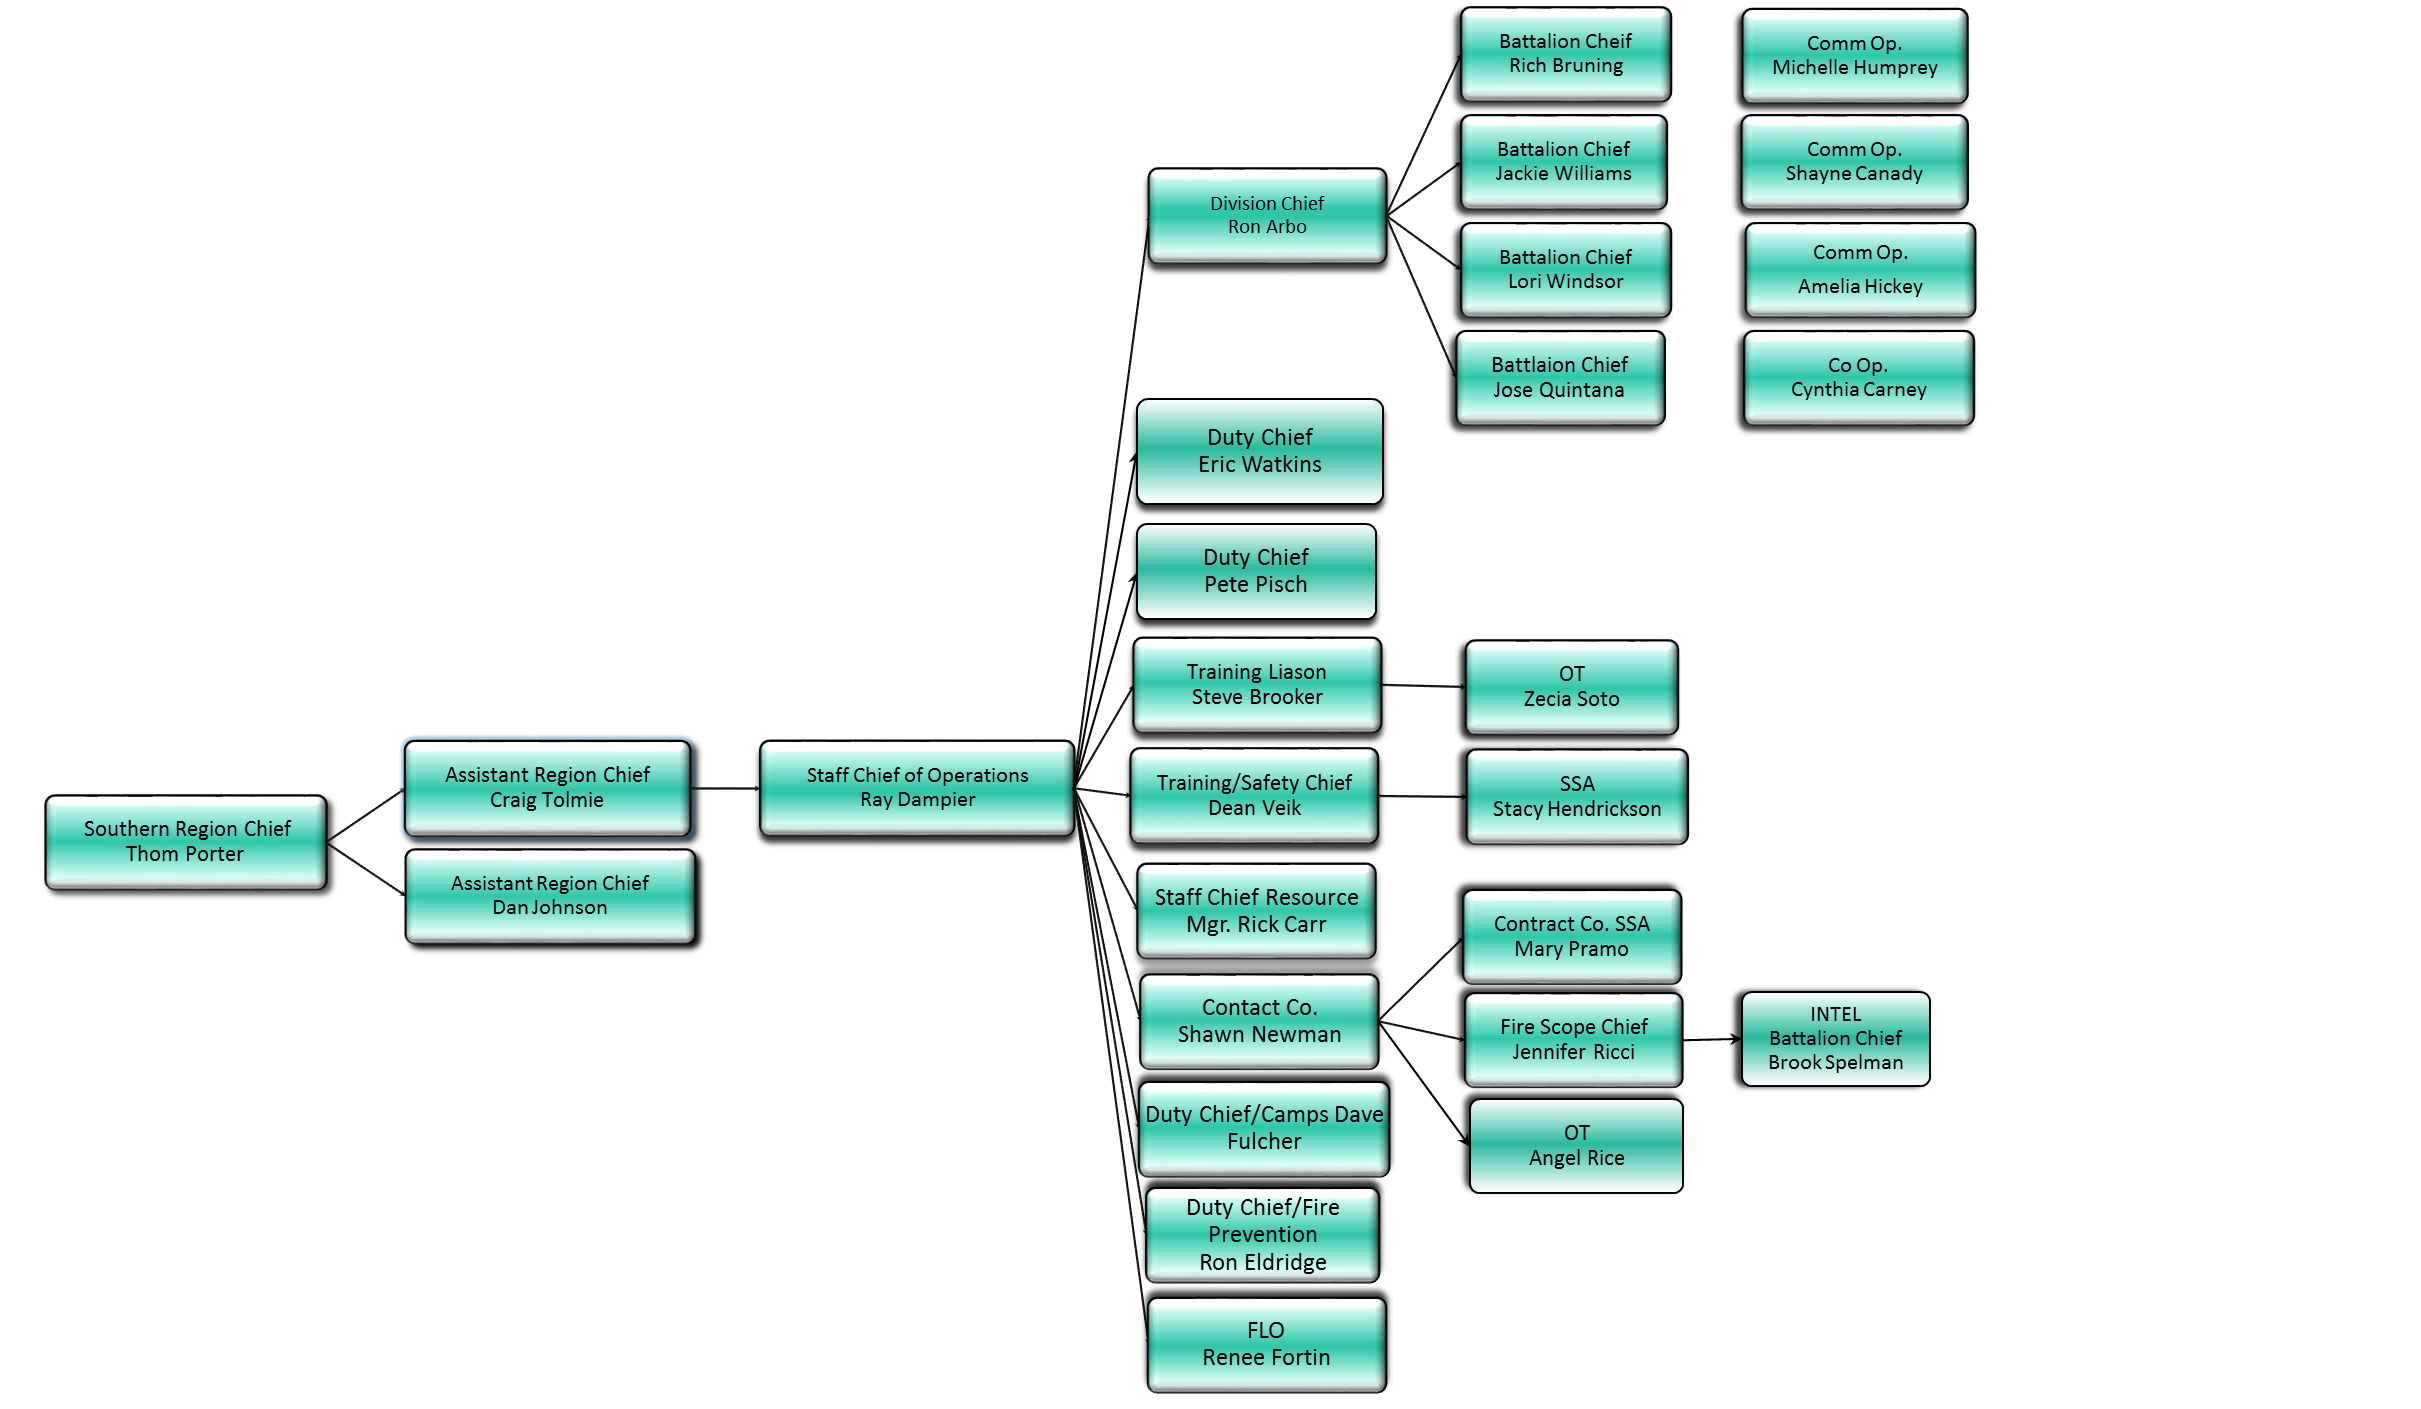 Southern Region Chief
Thom Porter
Assistant Region Chief
Craig Tolmie
Assistant Region Chief
Dan Johnson
Staff Chief of Operations
Ray Dampier
Division Chief
Ron Arbo
Duty Chief
Eric Watkins
Duty Chief
Pete Pisch
Training Liason
Steve Brooker
Training/Safety Chief
Dean Veik
Staff Chief Resource
Mgr. Rick Carr
Contact Co.
Shawn Newman
Duty Chief/Camps Dave
Fulcher
Duty Chief/Fire
Prevention
Ron Eldridge
FLO
Renee Fortin
Battalion Cheif
Rich Bruning
Battalion Chief
Jackie Williams
Battalion Chief
Lori Windsor
Battlaion Chief
Jose Quintana
OT
Zecia Soto
SSA
Stacy Hendrickson
Contract Co. SSA
Mary Pramo
Fire Scope Chief
Jennifer Ricci
OT
Angel Rice
Comm Op.
Michelle Humprey
Comm Op.
Shayne Canady
Comm Op.
Amelia Hickey
Co Op.
Cynthia Carney
INTEL
Battalion Chief
Brook Spelman